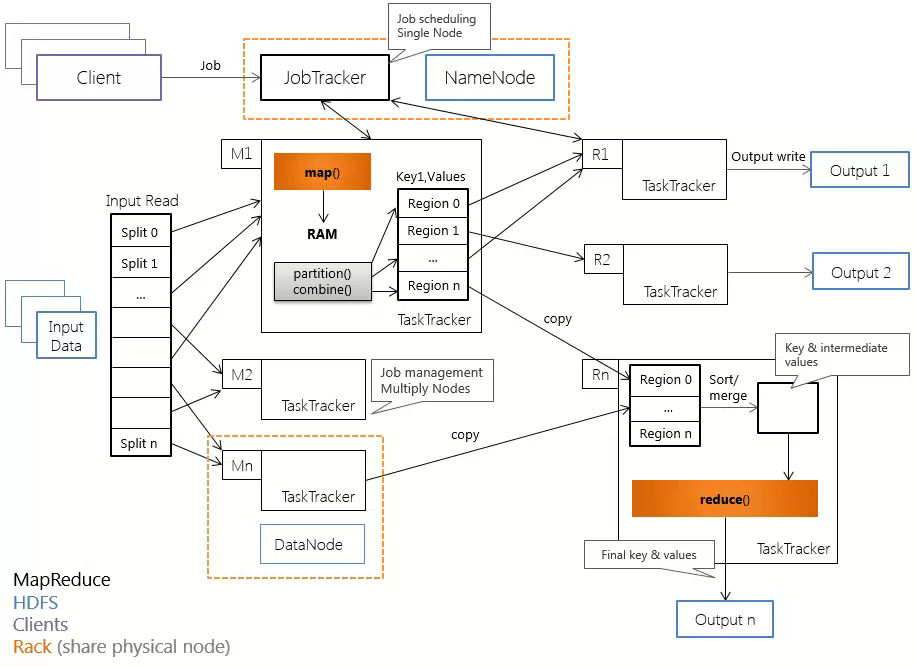 Job scheduling
Single Node
Client
Job
JobTracker
NameNode
M1
map()
RAM
partition()
combine()
Key1,Values
Region 0
Region 1
...
Region n
TaskTracker
R1
TaskTracker
Output write
Output 1
Input Read
Split 0
Split 1
...
Split n
Input
Data
R2
TaskTracker
Output 2
copy
M2
TaskTracker
Job management
Multiply Nodes
Key & intermediate
values
Rn
Region 0
...
Region n
Sort/
merge
copy
Mn
TaskTracker
DataNode
reduce()
TaskTracker
Final key & values
Output n
MapReduce
HDFS
Clients
Rack (share physical node)